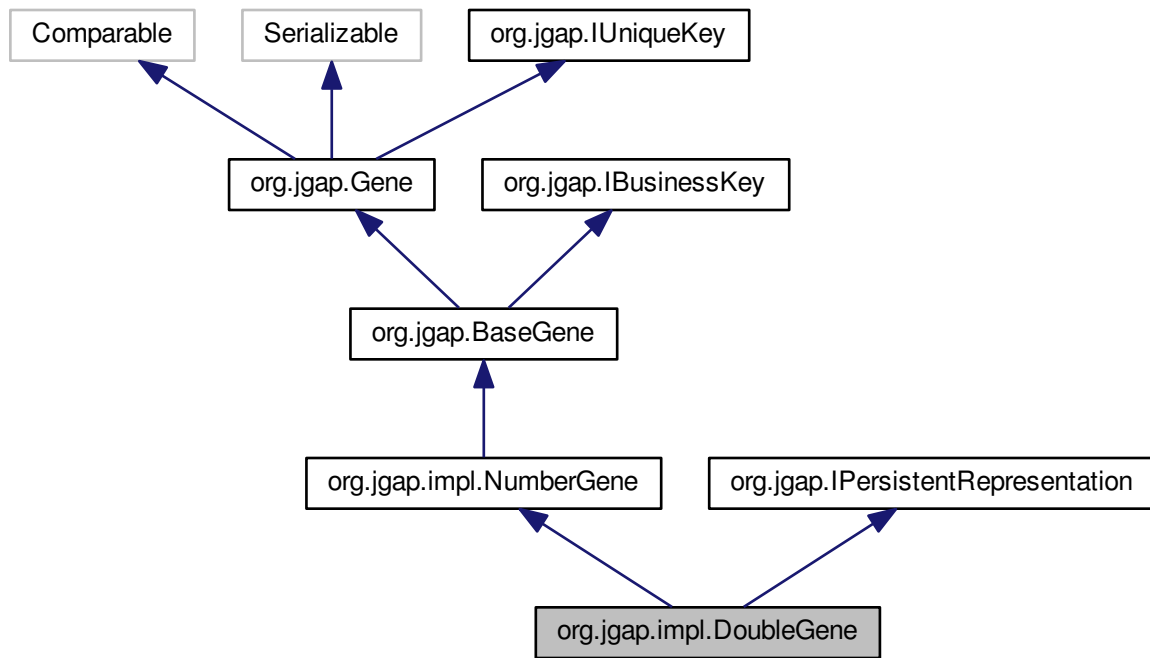 Comparable
Serializable
org.jgap.IUniqueKey
org.jgap.Gene
org.jgap.IBusinessKey
org.jgap.BaseGene
org.jgap.impl.NumberGene
org.jgap.IPersistentRepresentation
org.jgap.impl.DoubleGene